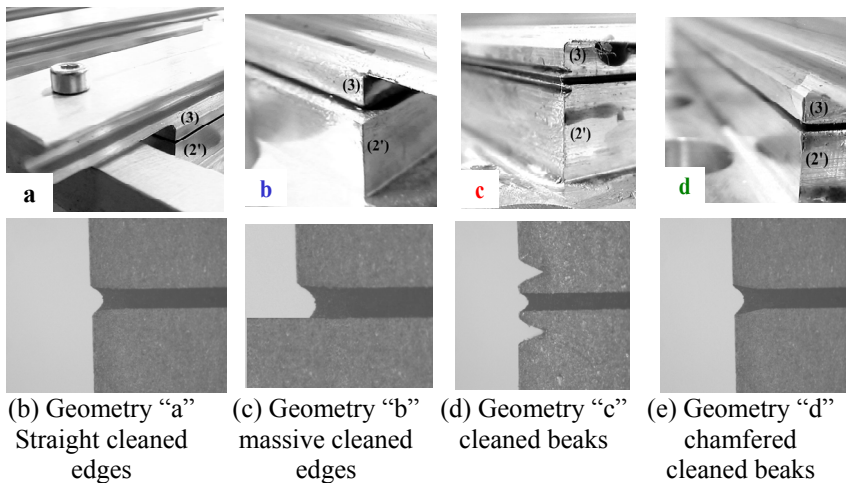 (3)
(2')
a
(3)
(2')
b
(3)
(2')
c
(3)
(2')
d
(b) Geometry “a”
Straight cleaned
edges
(c) Geometry “b”
massive cleaned
edges
(d) Geometry “c”
cleaned beaks
(e) Geometry “d”
chamfered
cleaned beaks